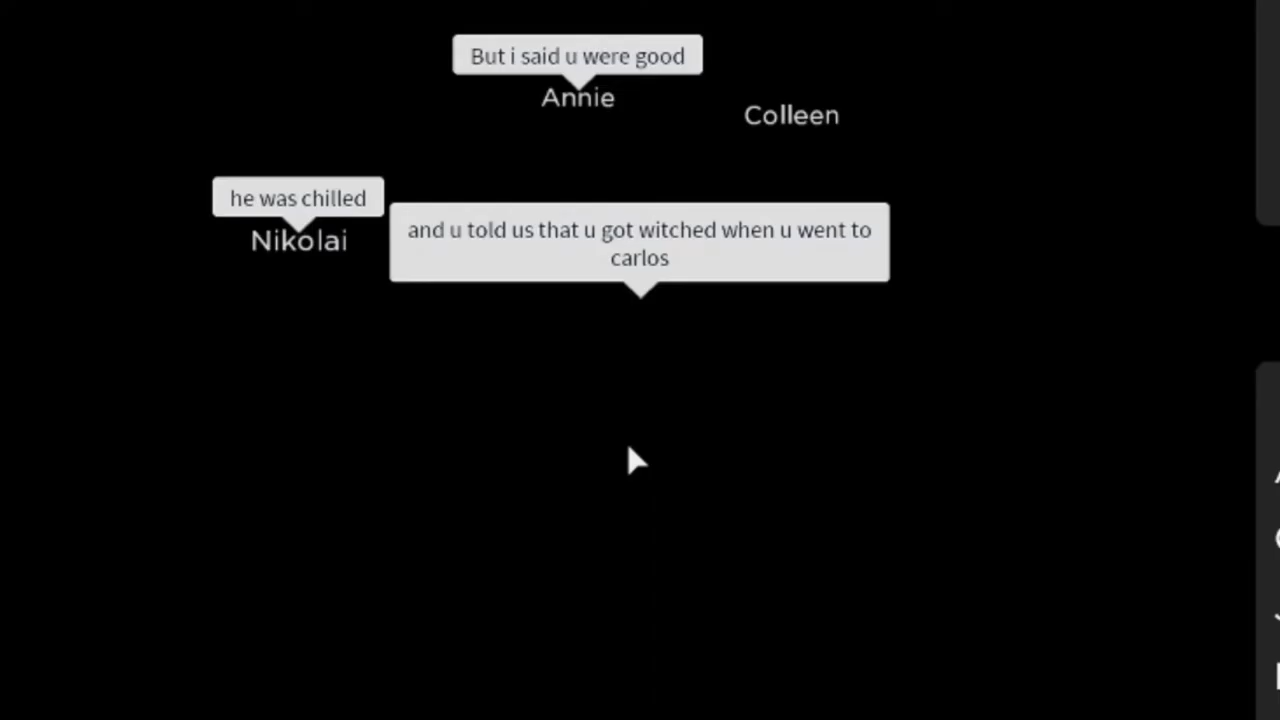 But i said u were good
Annie
Colleen
he was chilled
Nikolai
and u told us that u got witched when u went to
carlos